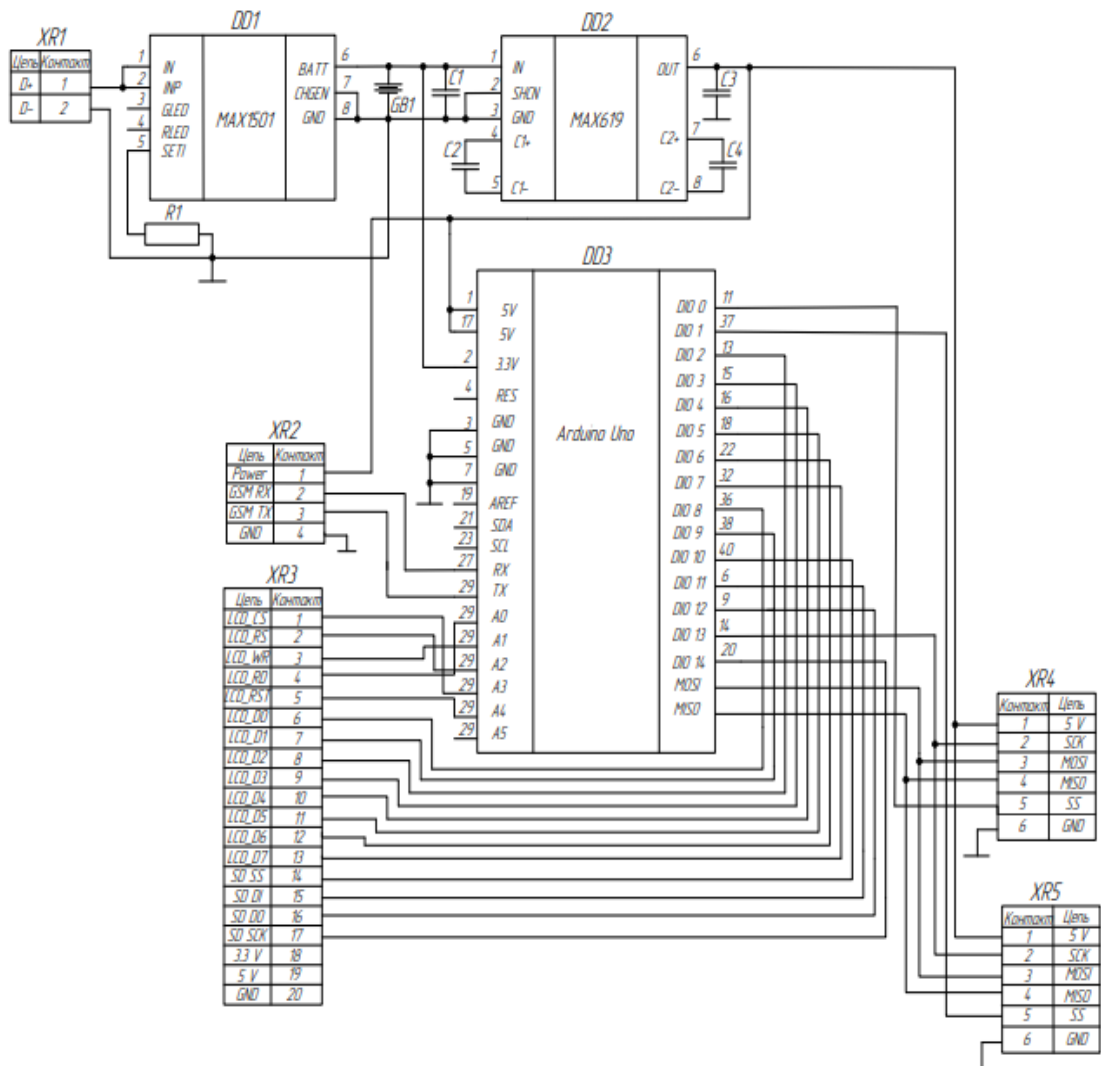 XR1
Цепь Контакт
D+ 1
D- 2
DD1
MAX1501
1 IN
2 INP
3 GLED
4 RLED
5 SETI
BATT 6
CHGEN 7
GND 8
R1
GB1
C1
C2
DD2
MAX619
1 IN
2 SHCN
3 GND
4 C1+
5 C1-
OUT 6
C2+ 7
C2- 8
C3
C4
DD3
Arduino Uno
1 5V
17 5V
2 3.3V
4 RES
3 GND
5 GND
7 GND
19 AREF
21 SDA
23 SCL
27 RX
29 TX
29 A0
29 A1
29 A2
29 A3
29 A4
29 A5
DIO 0 11
DIO 1 37
DIO 2 13
DIO 3 15
DIO 4 16
DIO 5 18
DIO 6 22
DIO 7 32
DIO 8 36
DIO 9 38
DIO 10 40
DIO 11 6
DIO 12 9
DIO 13 14
DIO 14 20
MOSI
MISO
XR2
Цепь Контакт
Power 1
GSM RX 2
GSM TX 3
GND 4
XR3
Цепь Контакт
LCD_CS 1
LCD_RS 2
LCD_WR 3
LCD_RD 4
LCD_RST 5
LCD_D0 6
LCD_D1 7
LCD_D2 8
LCD_D3 9
LCD_D4 10
LCD_D5 11
LCD_D6 12
LCD_D7 13
SD SS 14
SD DI 15
SD DO 16
SD SCK 17
3.3 V 18
5 V 19
GND 20
XR4
Контакт Цепь
1 5 V
2 SCK
3 MOSI
4 MISO
5 SS
6 GND
XR5
Контакт Цепь
1 5 V
2 SCK
3 MOSI
4 MISO
5 SS
6 GND